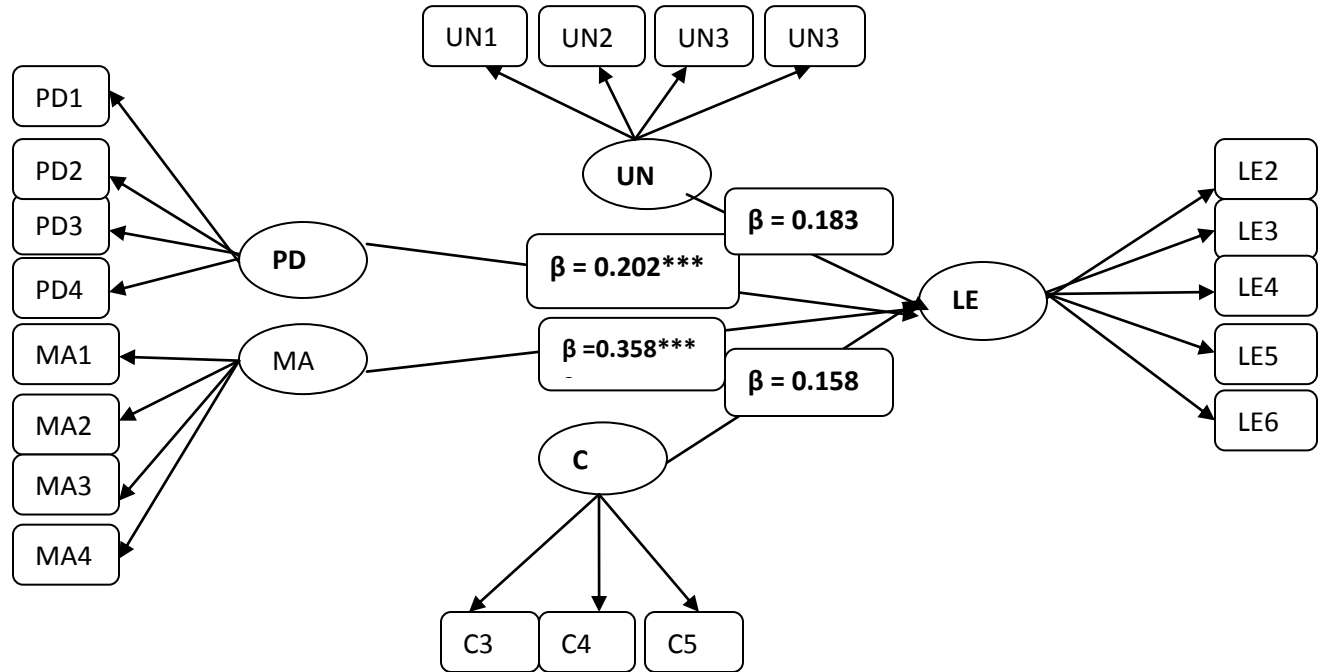 UN1
UN2
UN3
UN3
PD1
PD2
PD3
PD4
MA1
MA2
MA3
MA4
UN
PD
MA
C
LE
β = 0.183
β = 0.202***
β =0.358***
β = 0.158
LE2
LE3
LE4
LE5
LE6
C3
C4
C5